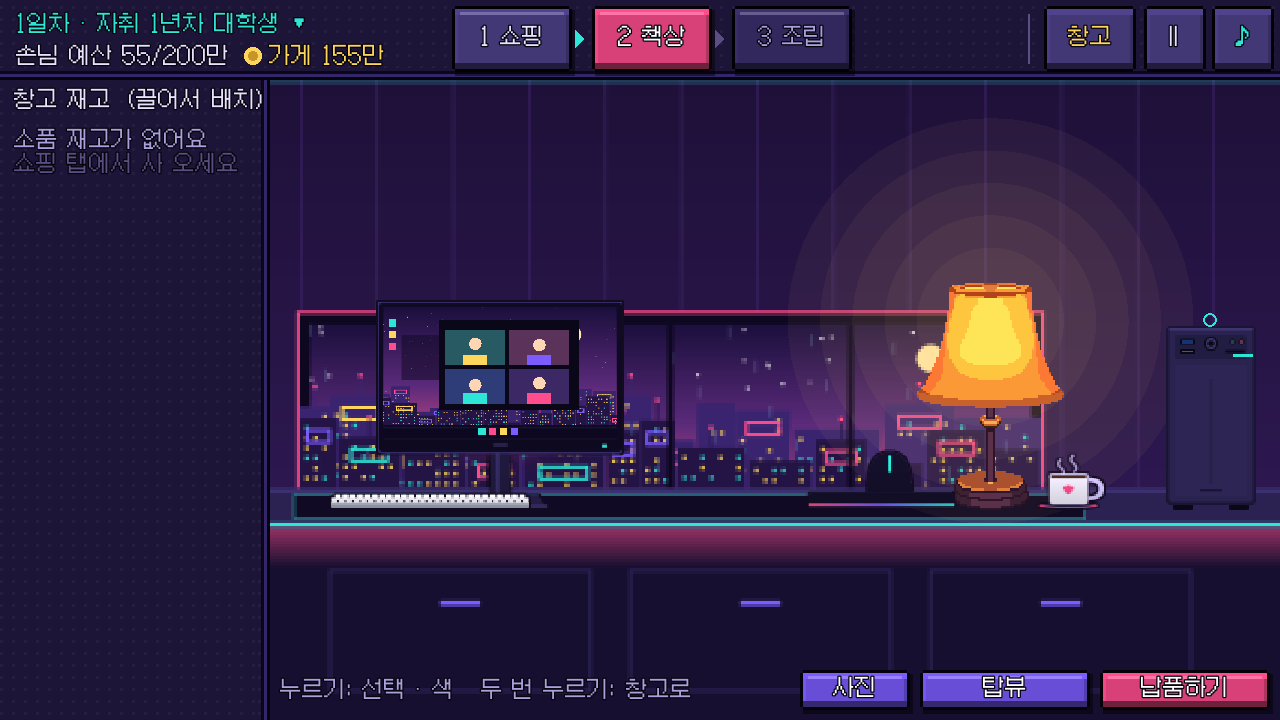 1일차 · 자취 1년차 대학생 ▼
손님 예산 55/200만 가게 155만
1 쇼핑
2 책상
3 조립
창고
II
♪
창고 재고 (끌어서 배치)
소품 재고가 없어요
쇼핑 탭에서 사 오세요
누르기: 선택 · 색 두 번 누르기: 창고로
사진
탑뷰
납품하기